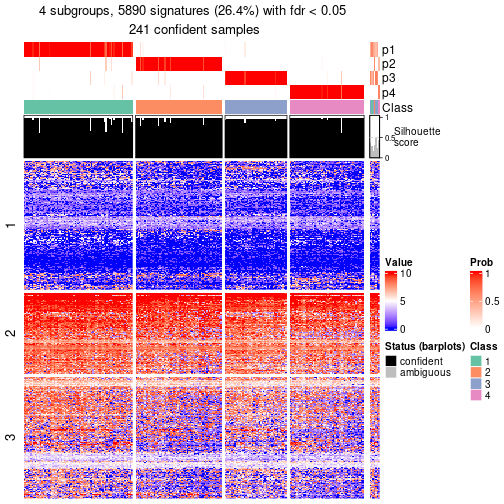 4 subgroups, 5890 signatures (26.4%) with fdr < 0.05
241 confident samples
p1
p2
p3
p4
Class
1
0.5
0
Silhouette
score
1
2
3
Value
10
5
0
Prob
1
0.5
0
Status (barplots)
confident
ambiguous
Class
1
2
3
4